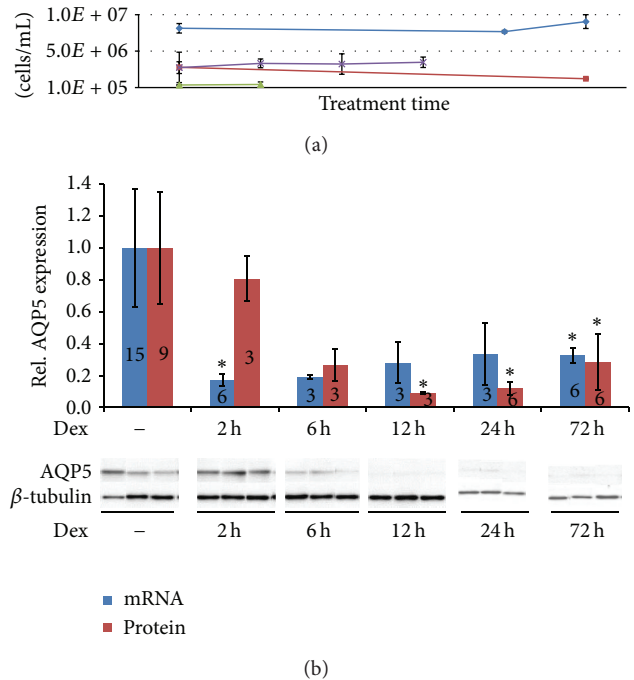 1.0E + 07
5.0E + 06
1.0E + 05
(cells/mL)
Treatment time
(a)
1.4
1.2
1.0
0.8
0.6
0.4
0.2
0.0
Rel. AQP5 expression
15 9 * 6 3 3 3 3 * 3 3 * 6 * 6 * 6
Dex – 2 h 6 h 12 h 24 h 72 h
AQP5
β-tubulin
Dex – 2 h 6 h 12 h 24 h 72 h
mRNA
Protein
(b)